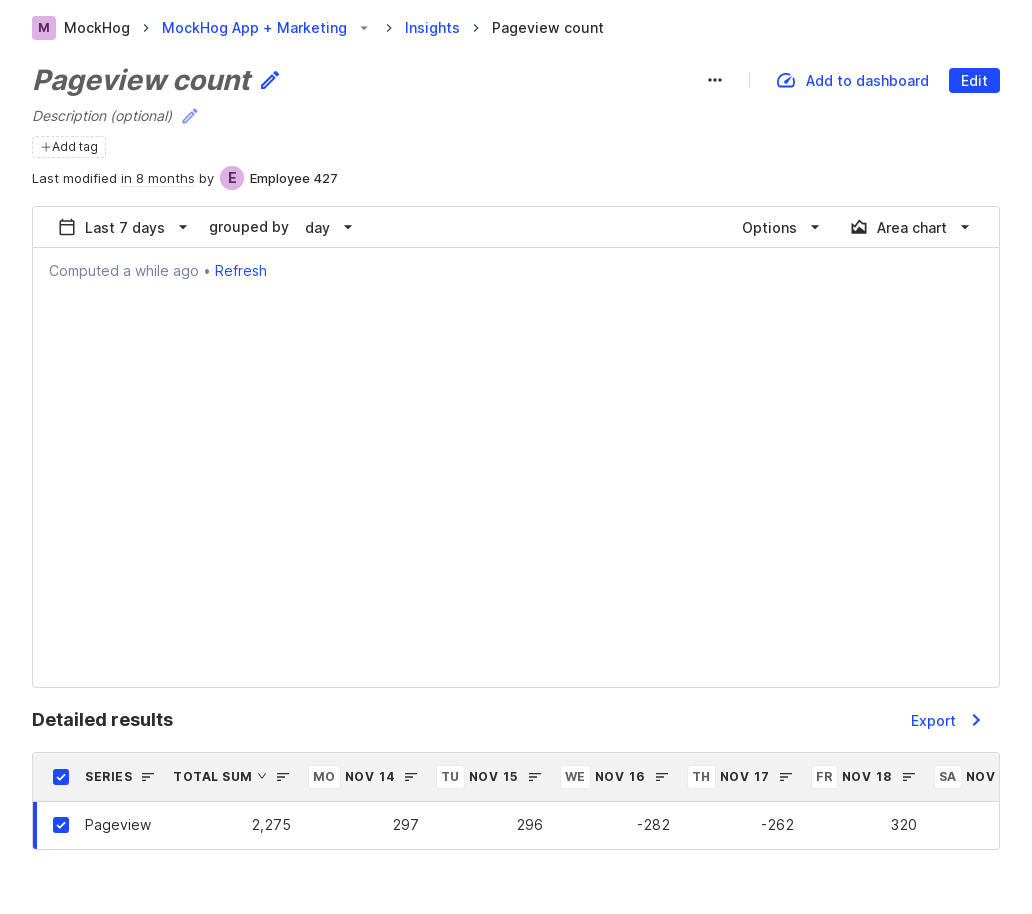 M MockHog > MockHog App + Marketing > Insights > Pageview count
Pageview count
Add to dashboard Edit
Description (optional)
+Add tag
Last modified in 8 months by E Employee 427
Last 7 days grouped by day Options Area chart
Computed a while ago • Refresh
Detailed results Export
SERIES TOTAL SUM MO NOV 14 TU NOV 15 WE NOV 16 TH NOV 17 FR NOV 18 SA NOV
Pageview 2,275 297 296 -282 -262 320